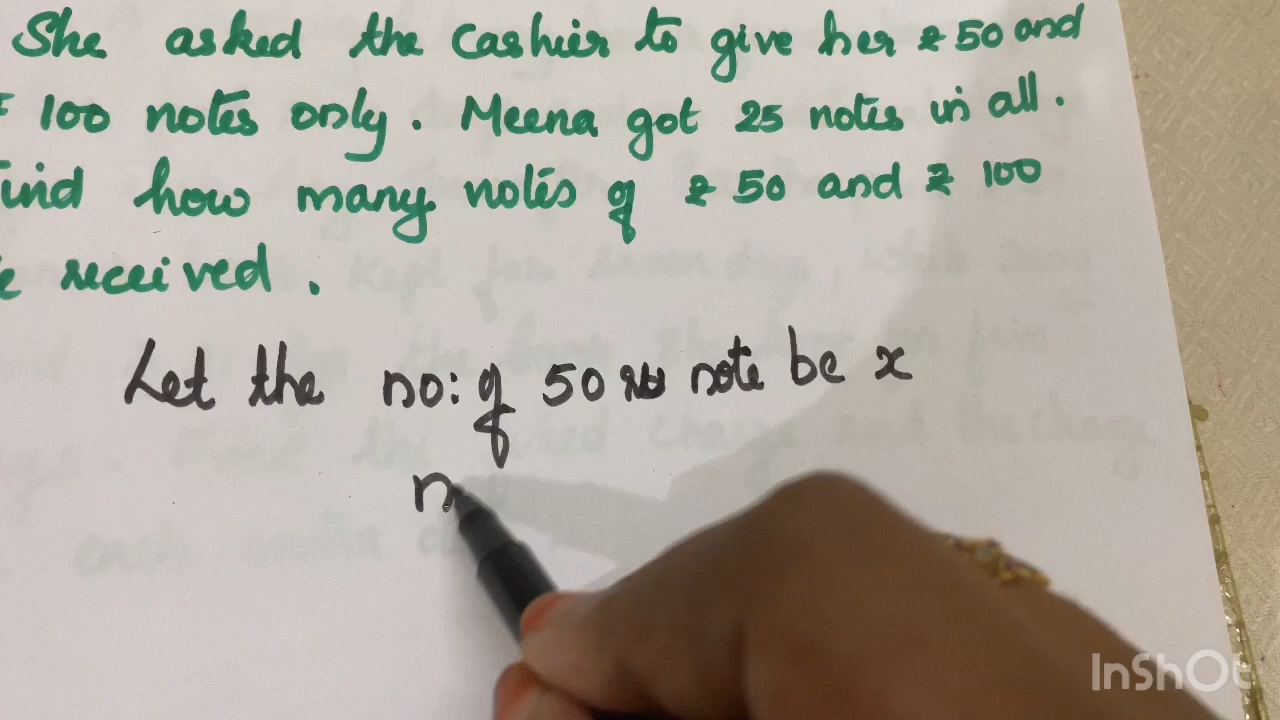 She asked the cashier to give her ₹ 50 and
₹ 100 notes only. Meena got 25 notes in all.
find how many notes of ₹ 50 and ₹ 100
received.
Let the no: of 50 Rs note be x
n
InShOt